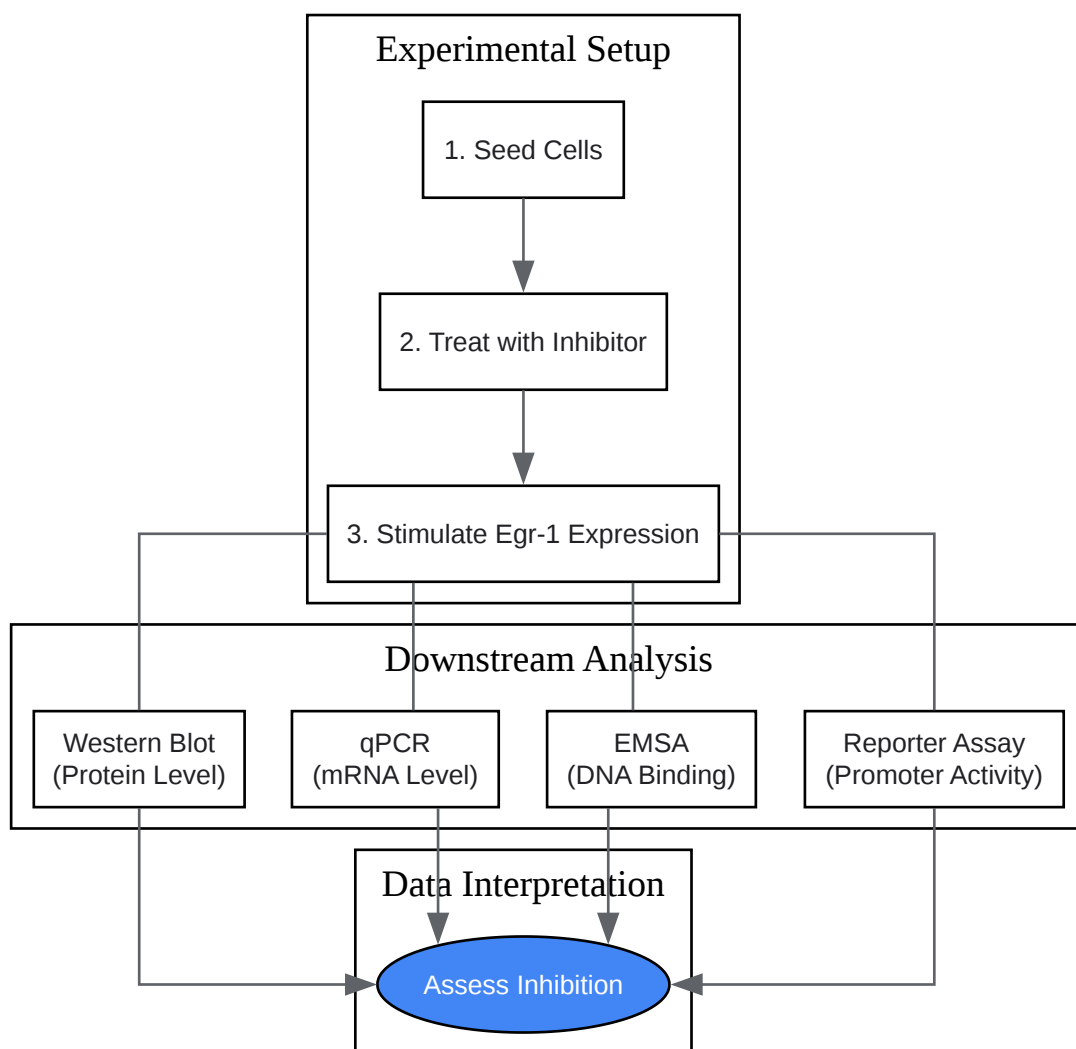 Experimental Setup
1. Seed Cells
2. Treat with Inhibitor
3. Stimulate Egr-1 Expression
Downstream Analysis
Western Blot
(Protein Level)
qPCR
(mRNA Level)
EMSA
(DNA Binding)
Reporter Assay
(Promoter Activity)
Data Interpretation
Assess Inhibition